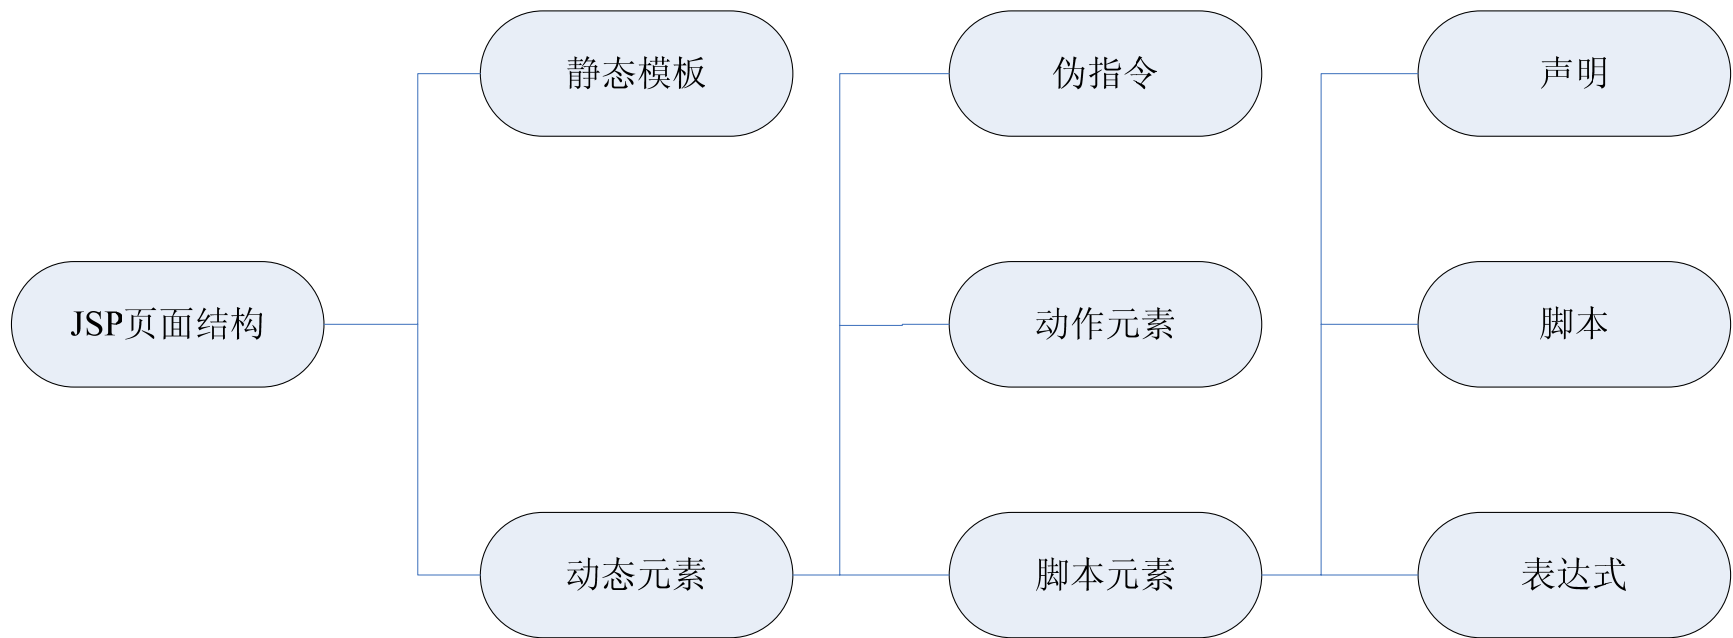 静态模板
伪指令
声明
JSP页面结构
动作元素
脚本
动态元素
脚本元素
表达式